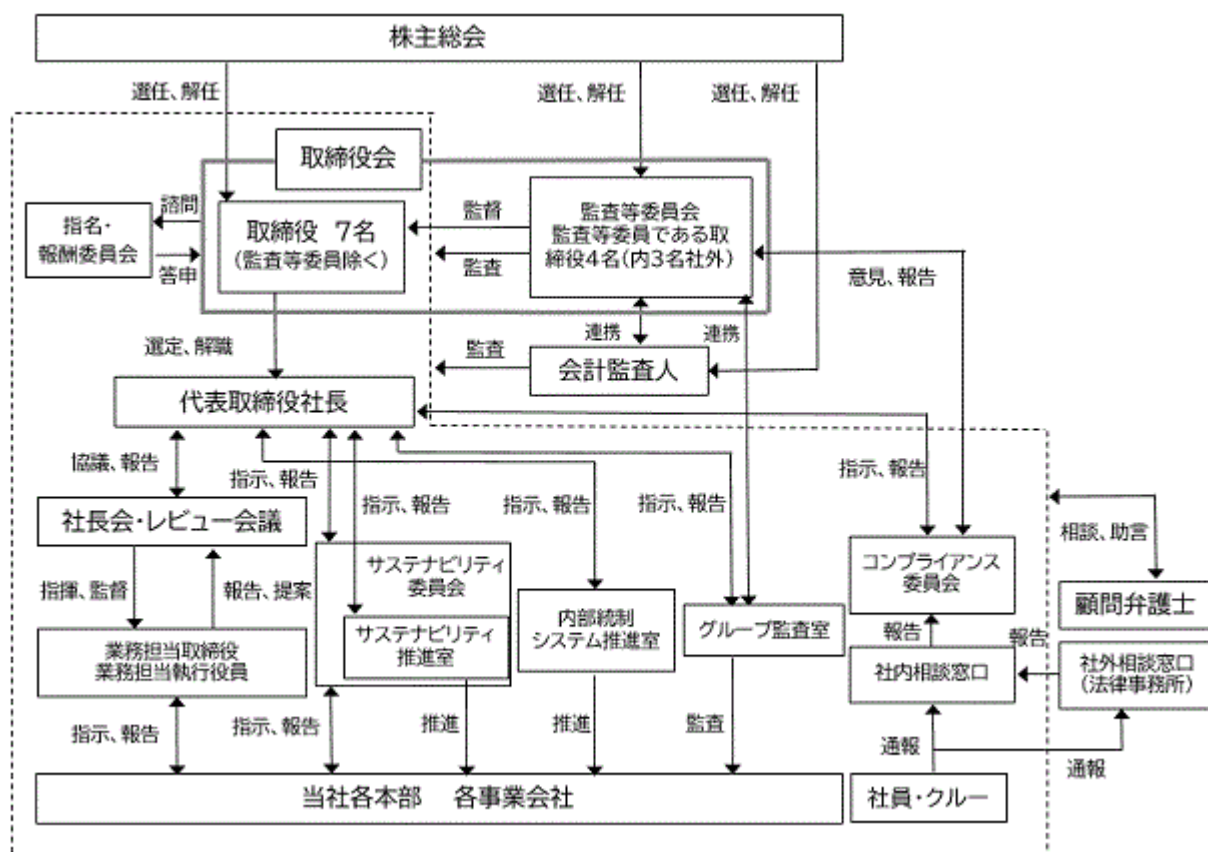 株主総会
選任、解任
選任、解任
選任、解任
取締役会
諮問
指名・
報酬委員会
答申
取締役 7名
(監査等委員除く)
監督
監査
監査等委員会
監査等委員である取
締役4名(内3名社外)
意見、報告
連携
連携
選定、解職
監査
会計監査人
代表取締役社長
協議、報告
指示、報告
指示、報告
指示、報告
指示、報告
指示、報告
社長会・レビュー会議
サステナビリティ
委員会
コンプライアンス
委員会
相談、助言
顧問弁護士
指揮、監督
報告、提案
業務担当取締役
業務担当執行役員
サステナビリティ
推進室
内部統制
システム推進室
グループ監査室
報告
報告
社内相談窓口
社外相談窓口
(法律事務所)
指示、報告
指示、報告
推進
推進
監査
通報
通報
当社各本部 各事業会社
社員・クルー